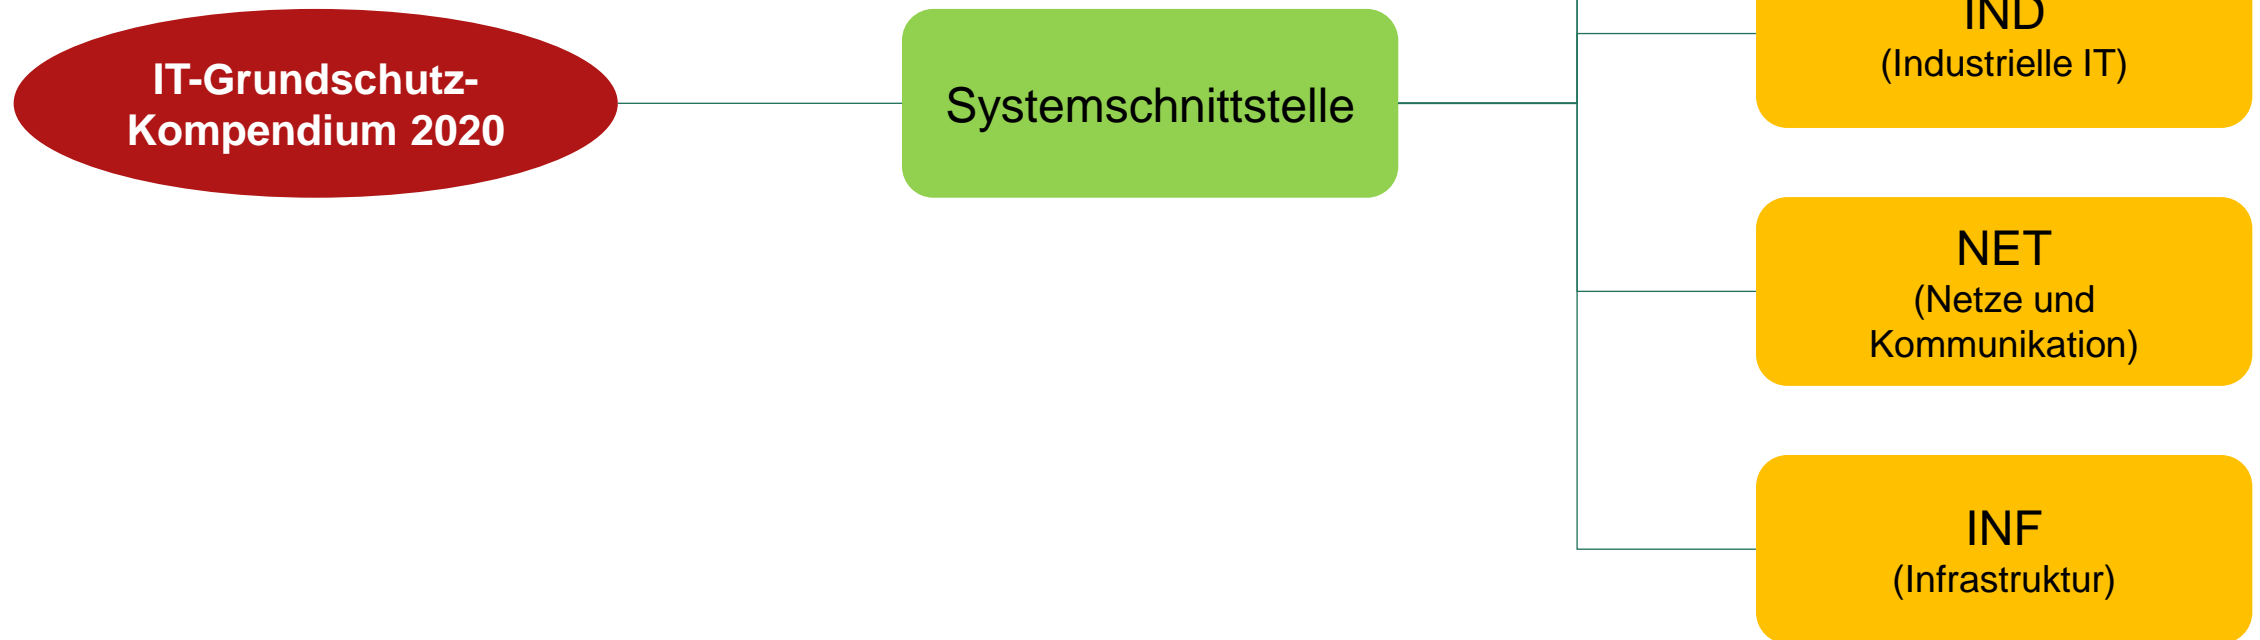 IT-Grundschutz-
Kompendium 2020
Systemschnittstelle
IND
(Industrielle IT)
NET
(Netze und
Kommunikation)
INF
(Infrastruktur)